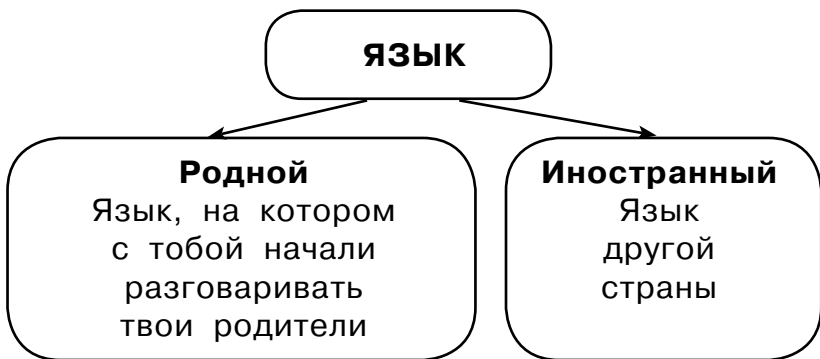 ЯЗЫК
Родной
Язык, на котором
с тобой начали
разговаривать
твои родители
Иностранный
Язык
другой
страны